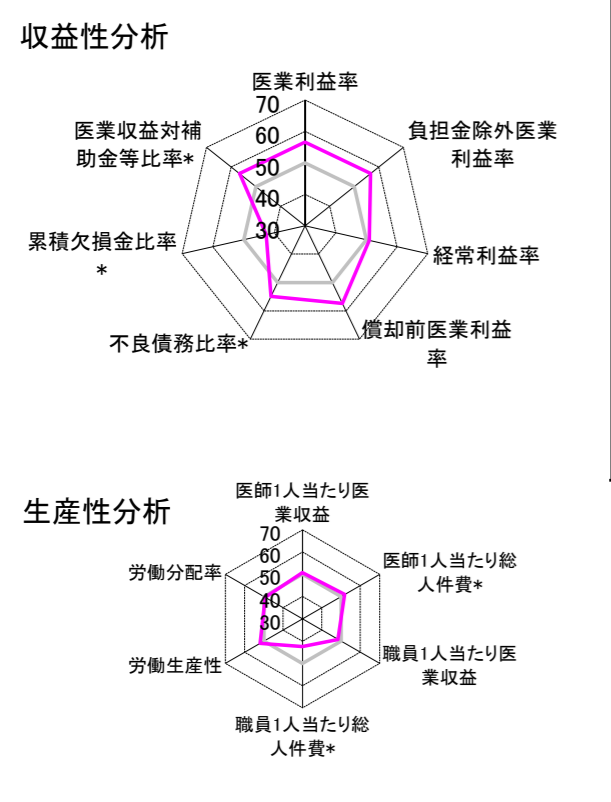 収益性分析
医業利益率
70
60
50
40
30
負担金除外医業
利益率
経常利益率
償却前医業利益
率
不良債務比率*
累積欠損金比率
*
医業収益対補
助金等比率*
生産性分析
医師1人当たり医
業収益
70
60
50
40
30
医師1人当たり総
人件費*
職員1人当たり医
業収益
職員1人当たり総
人件費*
労働生産性
労働分配率